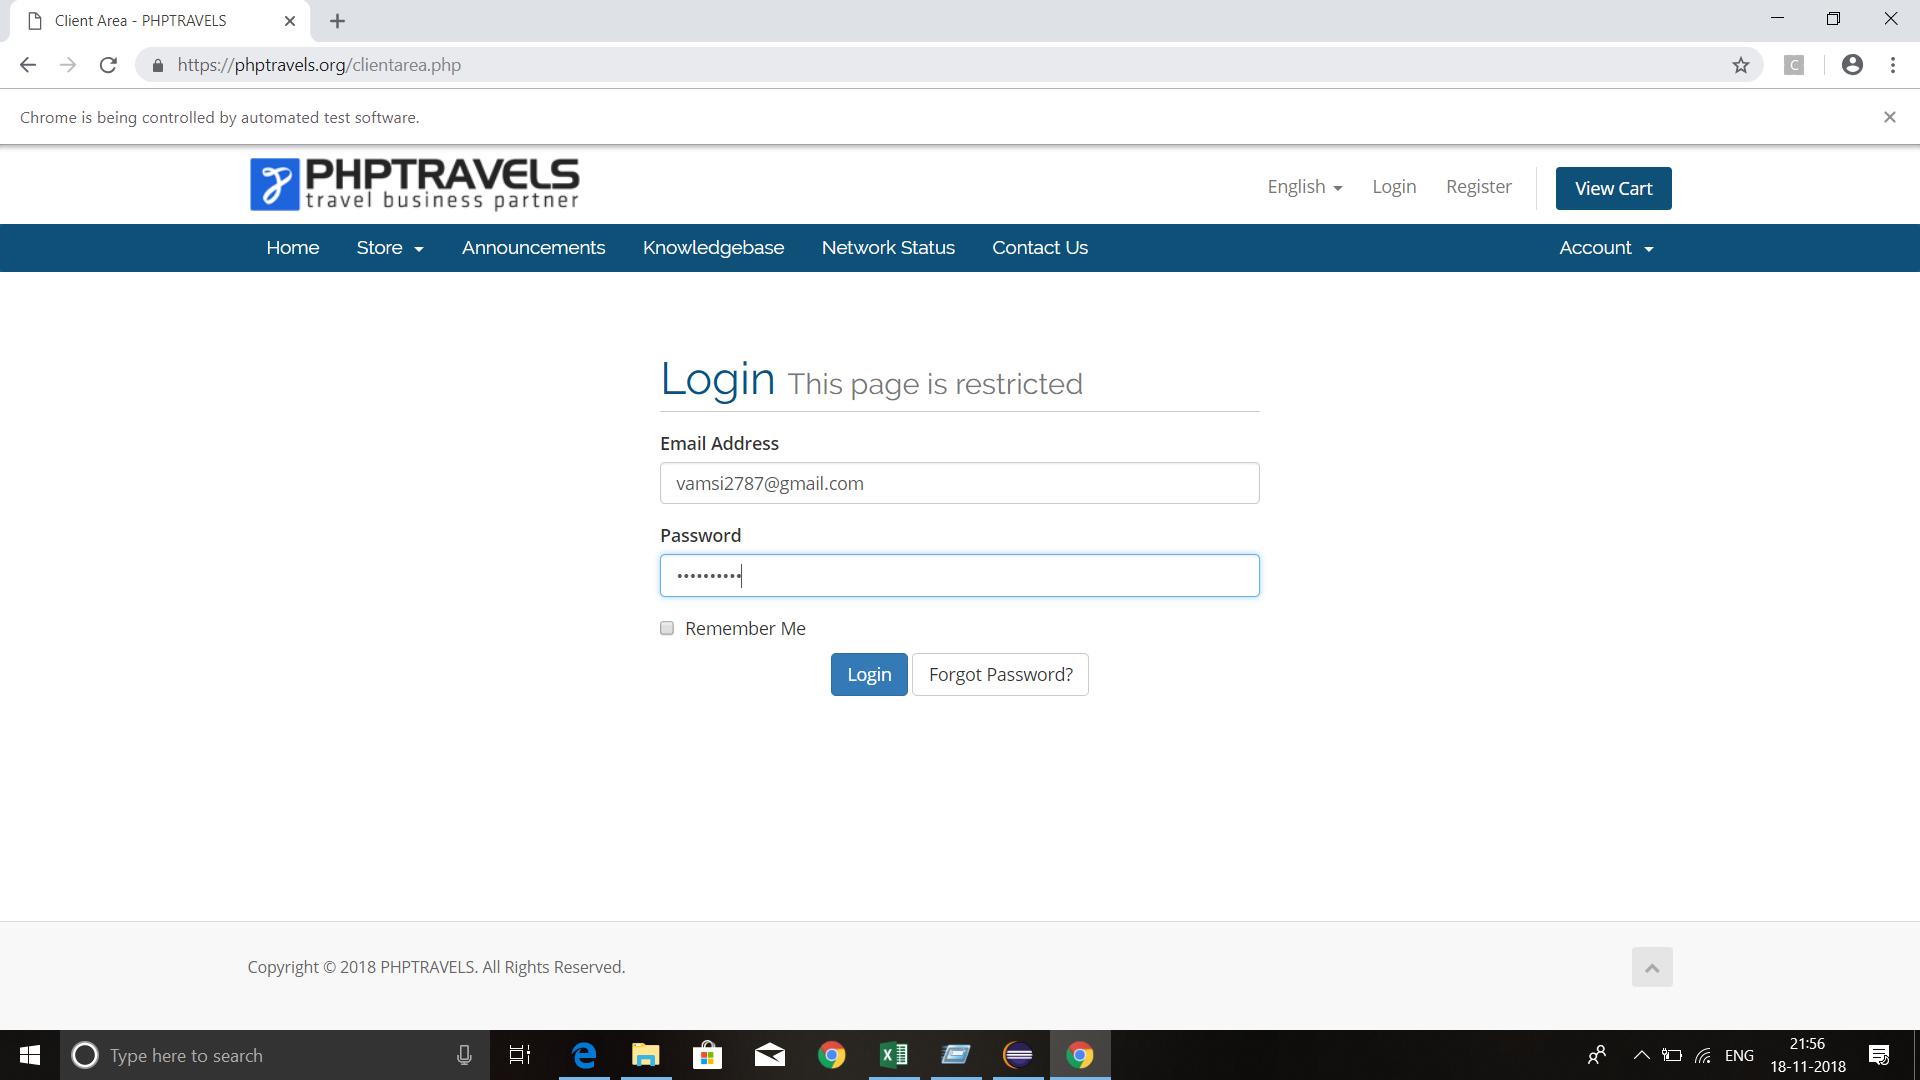 Client Area - PHPTRAVELS
https://phptravels.org/clientarea.php
C
Chrome is being controlled by automated test software.
PHPTRAVELS
travel business partner
English
Login
Register
View Cart
Home
Store
Announcements
Knowledgebase
Network Status
Contact Us
Account
Login This page is restricted
Email Address
vamsi2787@gmail.com
Password
••••••••••
Remember Me
Login
Forgot Password?
Copyright © 2018 PHPTRAVELS. All Rights Reserved.
Type here to search
ENG
21:56
18-11-2018